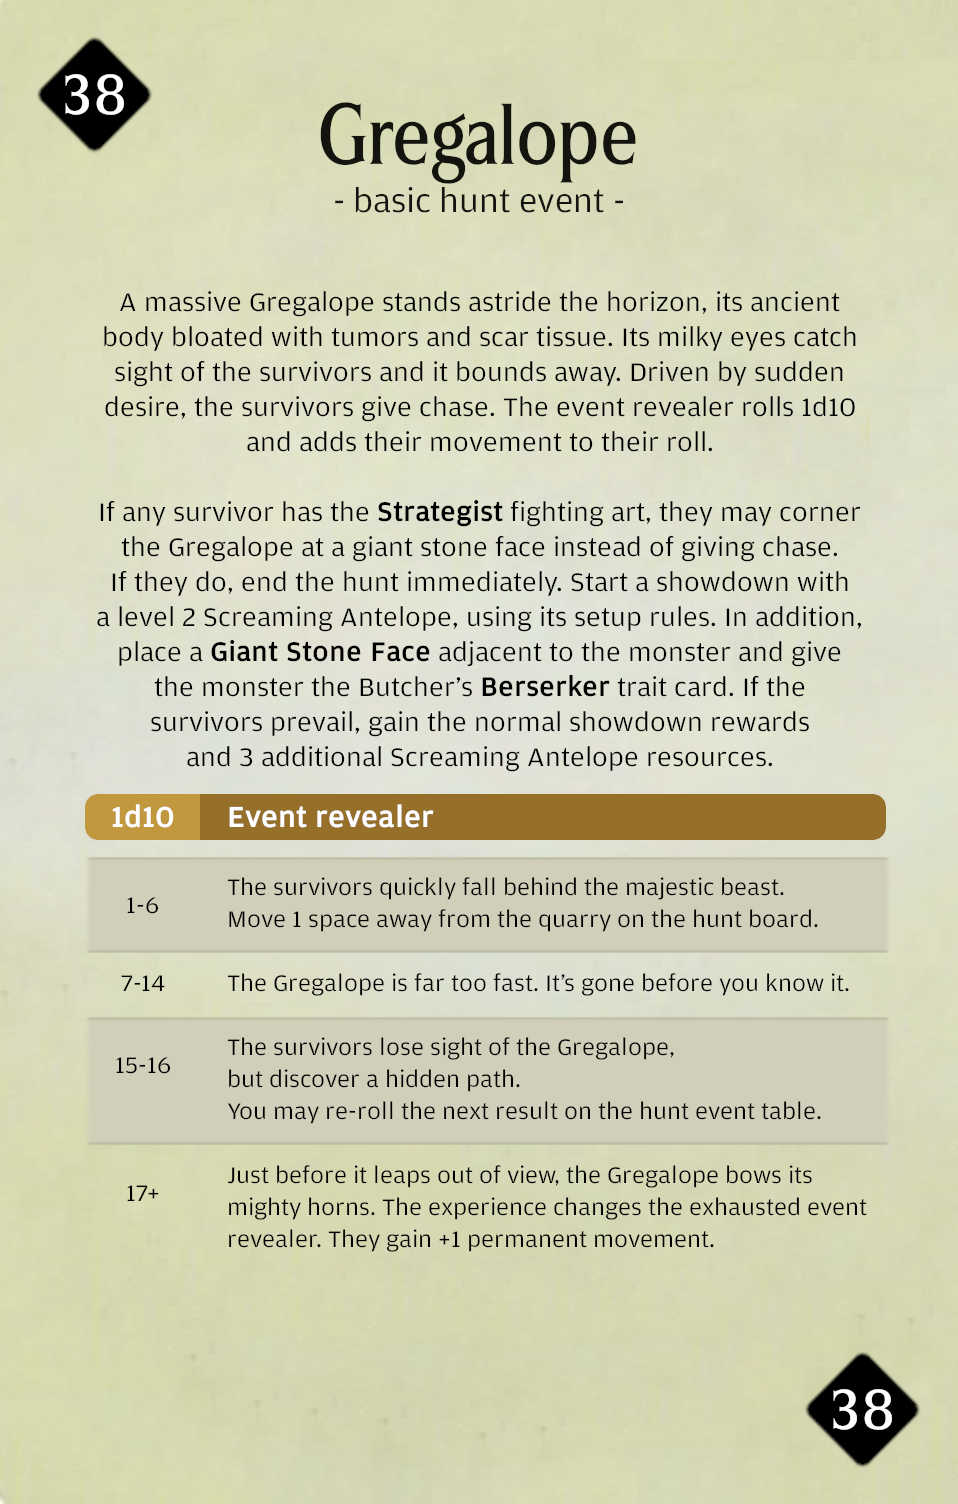 38
Gregalope
- basic hunt event -
A massive Gregalope stands astride the horizon, its ancient
body bloated with tumors and scar tissue. Its milky eyes catch
sight of the survivors and it bounds away. Driven by sudden
desire, the survivors give chase. The event revealer rolls 1d10
and adds their movement to their roll.
If any survivor has the Strategist fighting art, they may corner
the Gregalope at a giant stone face instead of giving chase.
If they do, end the hunt immediately. Start a showdown with
a level 2 Screaming Antelope, using its setup rules. In addition,
place a Giant Stone Face adjacent to the monster and give
the monster the Butcher’s Berserker trait card. If the
survivors prevail, gain the normal showdown rewards
and 3 additional Screaming Antelope resources.
1d10 Event revealer
1-6 The survivors quickly fall behind the majestic beast.
Move 1 space away from the quarry on the hunt board.
7-14 The Gregalope is far too fast. It’s gone before you know it.
15-16 The survivors lose sight of the Gregalope,
but discover a hidden path.
You may re-roll the next result on the hunt event table.
17+ Just before it leaps out of view, the Gregalope bows its
mighty horns. The experience changes the exhausted event
revealer. They gain +1 permanent movement.
38